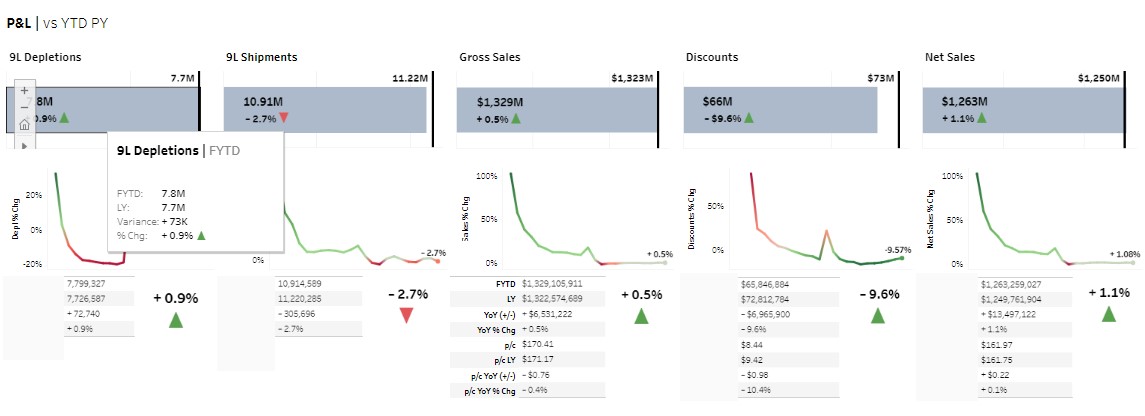 P&L | vs YTD PY
9L Depletions
7.7M
7.8M
0.9%
9L Shipments
11.22M
10.91M
- 2.7%
Gross Sales
$1,323M
$1,329M
+ 0.5%
Discounts
$73M
$66M
- $9.6%
Net Sales
$1,250M
$1,263M
+ 1.1%
9L Depletions | FYTD
FYTD: 7.8M
LY: 7.7M
Variance: + 73K
% Chg: + 0.9%
Depl % Chg
20%
0%
-20%
0%
- 2.7%
Sales % Chg
100%
50%
0%
+ 0.5%
Discounts % Chg
50%
0%
-9.57%
Net Sales % Chg
100%
50%
0%
+ 1.08%
7,799,327
7,726,587
+ 72,740
+ 0.9%
+ 0.9%
10,914,589
11,220,285
- 305,696
- 2.7%
- 2.7%
FYTD $1,329,105,911
LY $1,322,574,689
YoY (+/-) + $6,531,222
YoY % Chg + 0.5%
p/c $170.41
p/c LY $171.17
p/c YoY (+/-) - $0.76
p/c YoY % Chg - 0.4%
+ 0.5%
$65,846,884
$72,812,784
- $6,965,900
- 9.6%
$8.44
$9.42
- $0.98
- 10.4%
- 9.6%
$1,263,259,027
$1,249,761,904
+ $13,497,122
+ 1.1%
$161.97
$161.75
+ $0.22
+ 0.1%
+ 1.1%